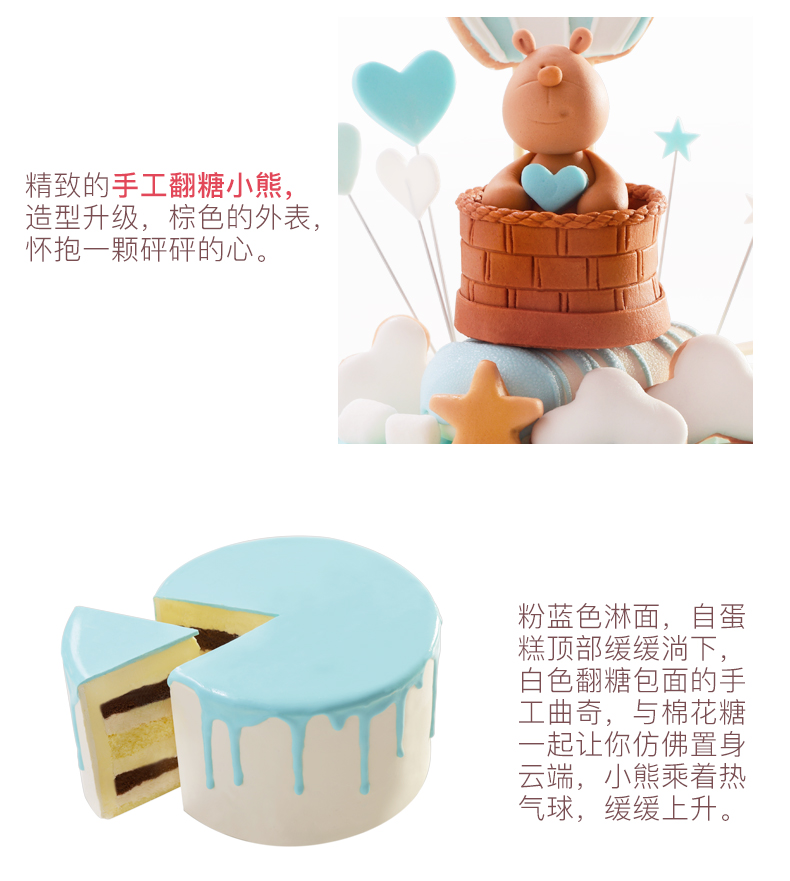 精致的手工翻糖小熊，
造型升级，棕色的外表，
怀抱一颗砰砰的心。
粉蓝色淋面，自蛋
糕顶部缓缓淌下，
白色翻糖包面的手
工曲奇，与棉花糖
一起让你仿佛置身
云端，小熊乘着热
气球，缓缓上升。